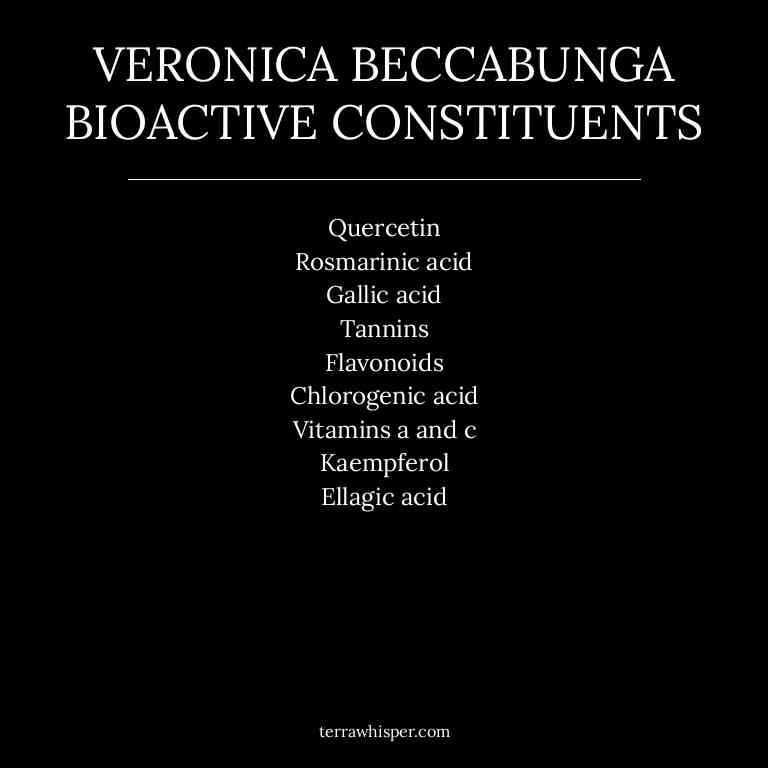 VERONICA BECCABUNGA
BIOACTIVE CONSTITUENTS
Quercetin
Rosmarinic acid
Gallic acid
Tannins
Flavonoids
Chlorogenic acid
Vitamins a and c
Kaempferol
Ellagic acid
terrawhisper.com